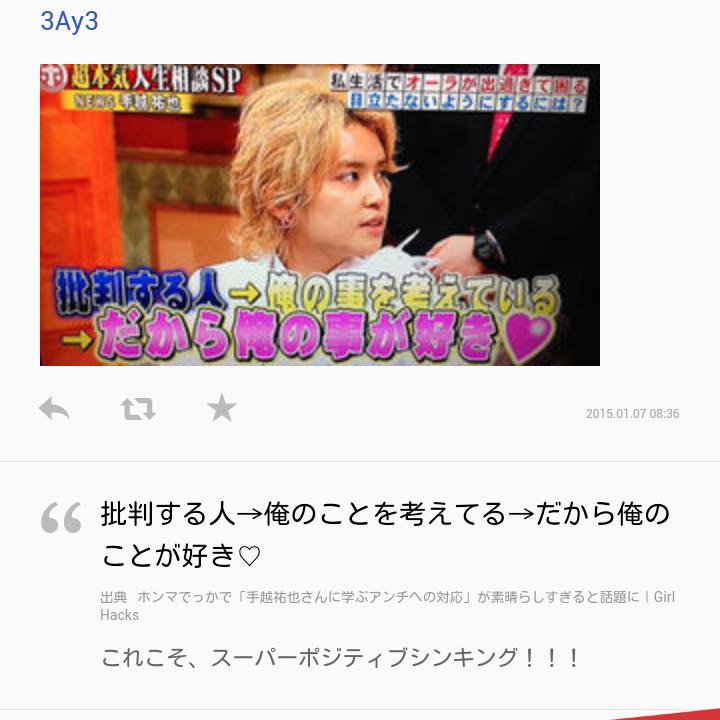 3Ay3
ホ 超本気人生相談SP
NEWS 手越祐也
私生活でオーラが出過ぎて困る
目立たないようにするには？
批判する人→俺の事を考えている
→だから俺の事が好き♥
2015.01.07 08:36
“
批判する人→俺のことを考えてる→だから俺の
ことが好き♡
出典 ホンマでっかで「手越祐也さんに学ぶアンチへの対応」が素晴らしすぎると話題に | Girl
Hacks
これこそ、スーパーポジティブシンキング！！！